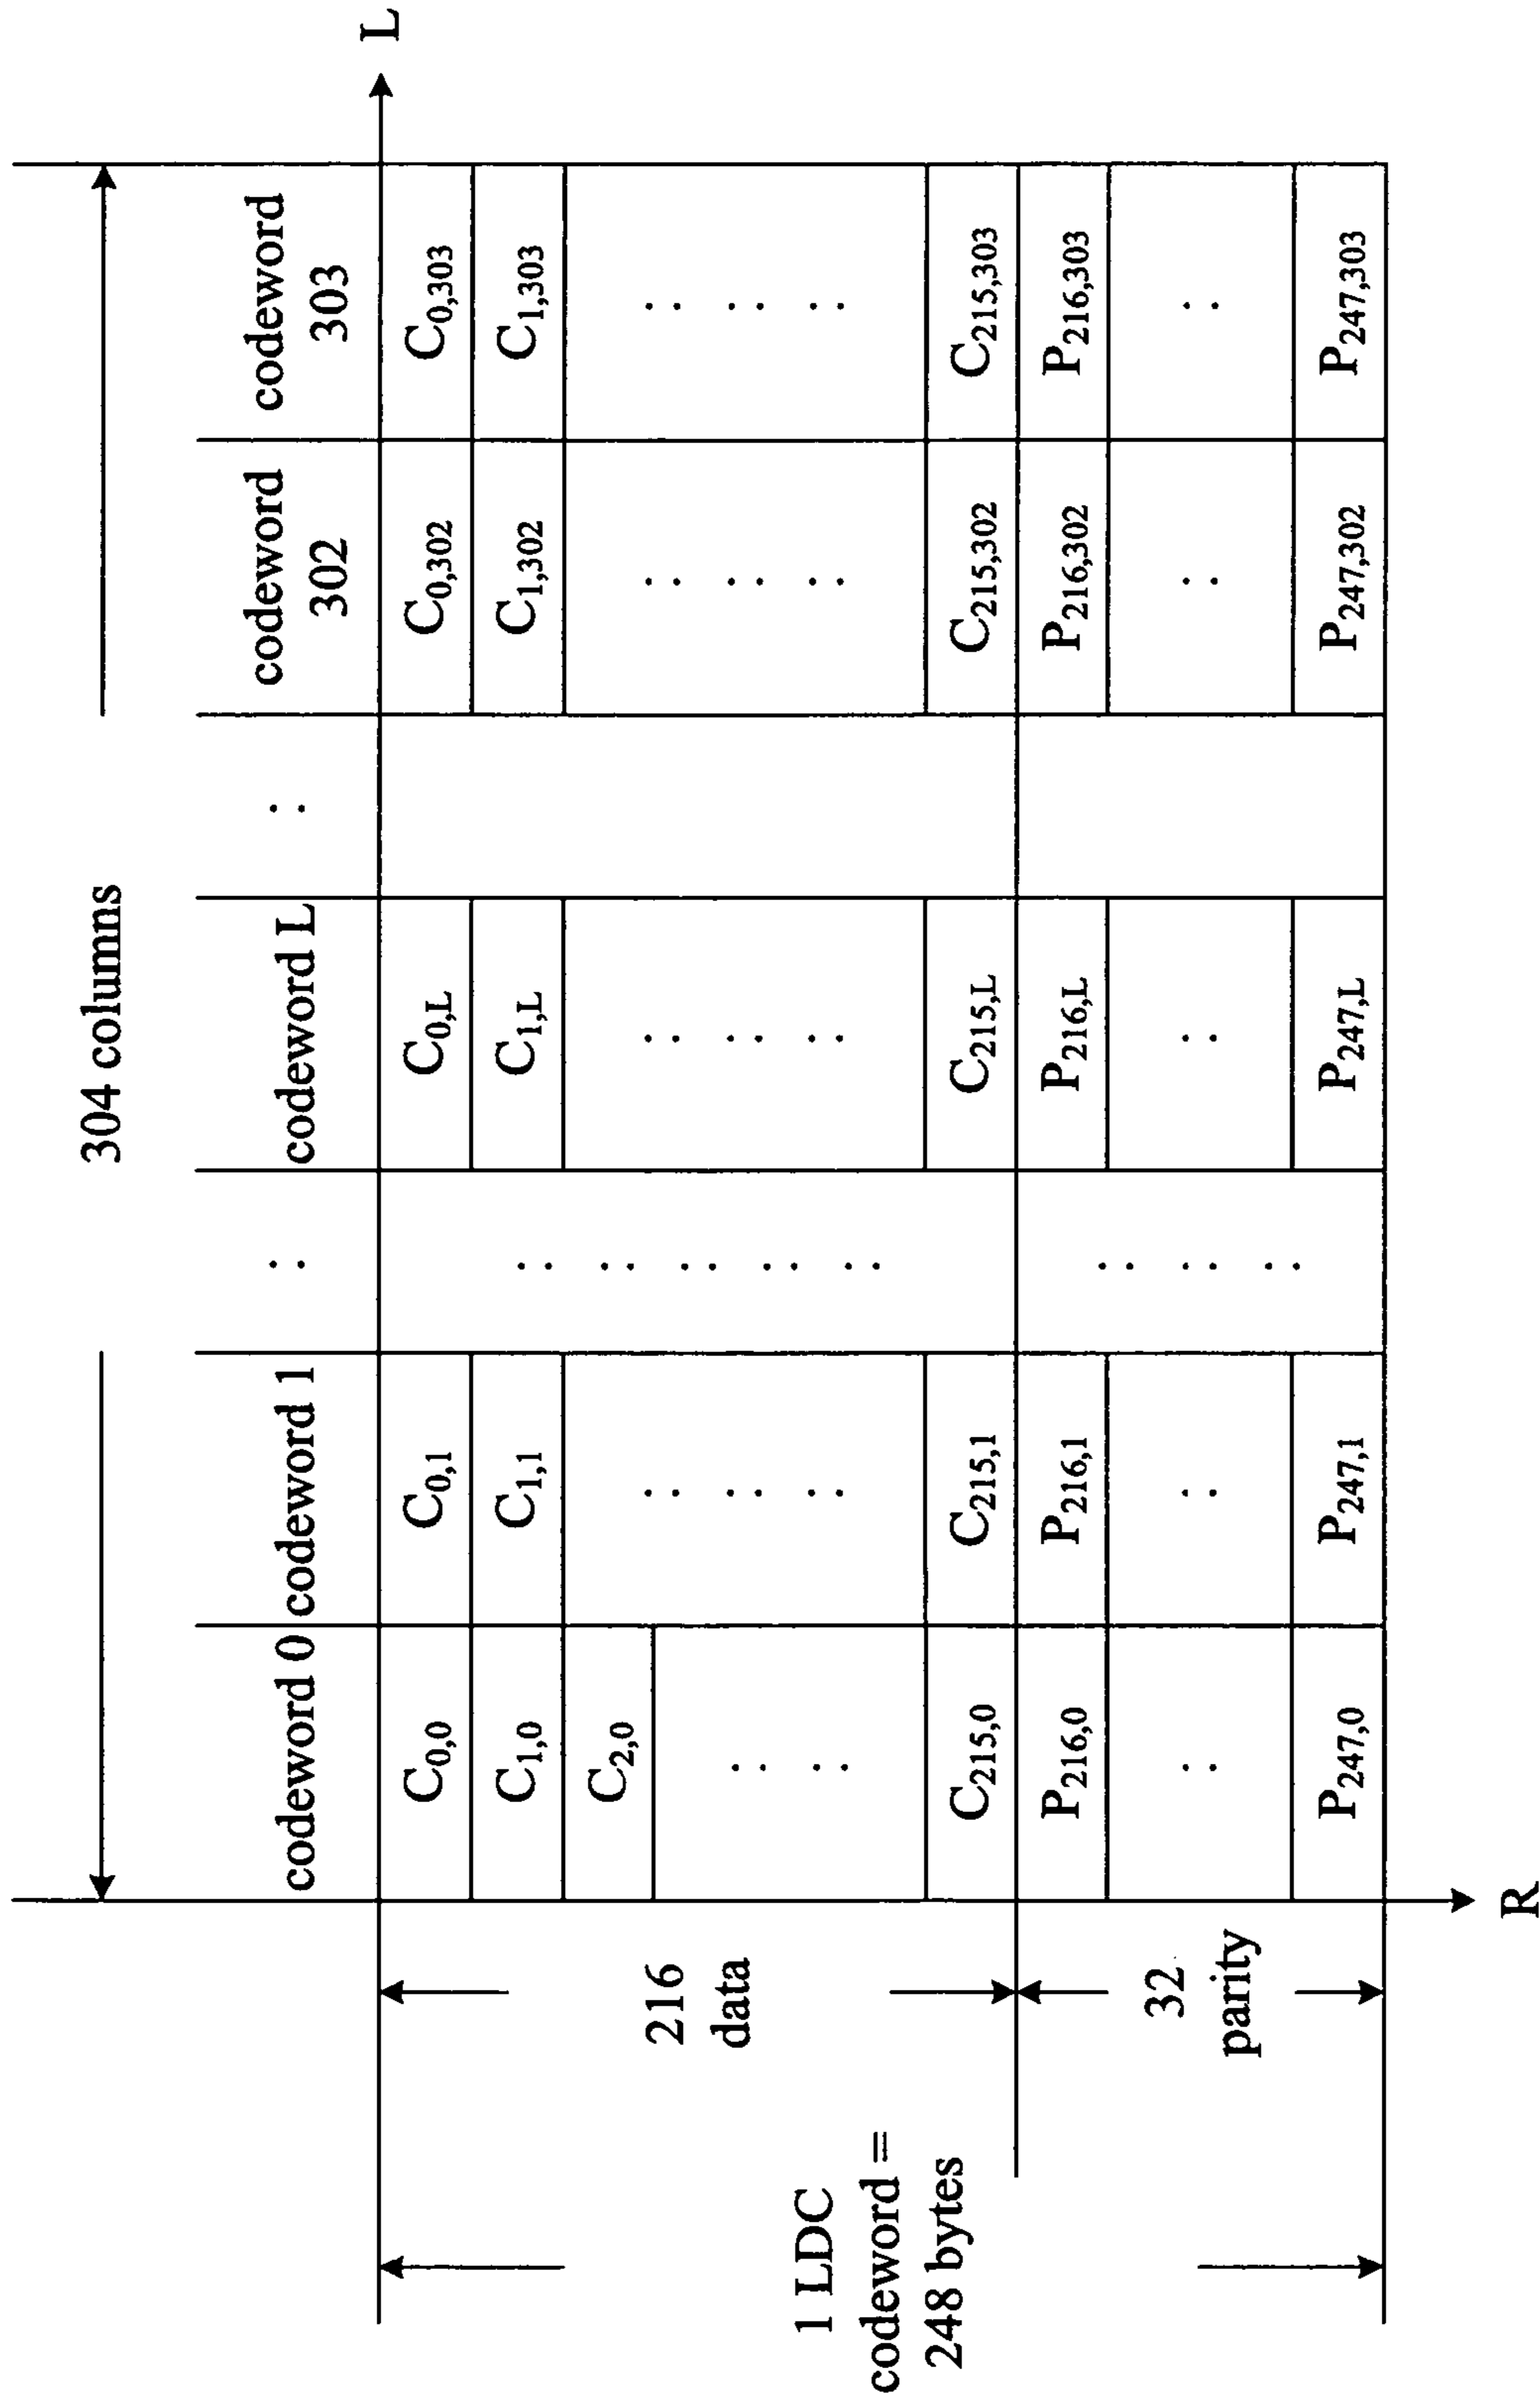 304 columns
L
codeword 0
codeword 1
:
codeword L
:
codeword
302
codeword
303
C0,0
C0,1
C0,L
C0,302
C0,303
C1,0
C1,1
C1,L
C1,302
C1,303
C2,0
: :
: : :
: : : : :
: : :
: : :
: : :
C215,0
C215,1
C215,L
C215,302
C215,303
P216,0
P216,1
P216,L
P216,302
P216,303
:
:
: : :
:
:
:
P247,0
P247,1
P247,L
P247,302
P247,303
R
216
data
32
parity
1 LDC
codeword =
248 bytes